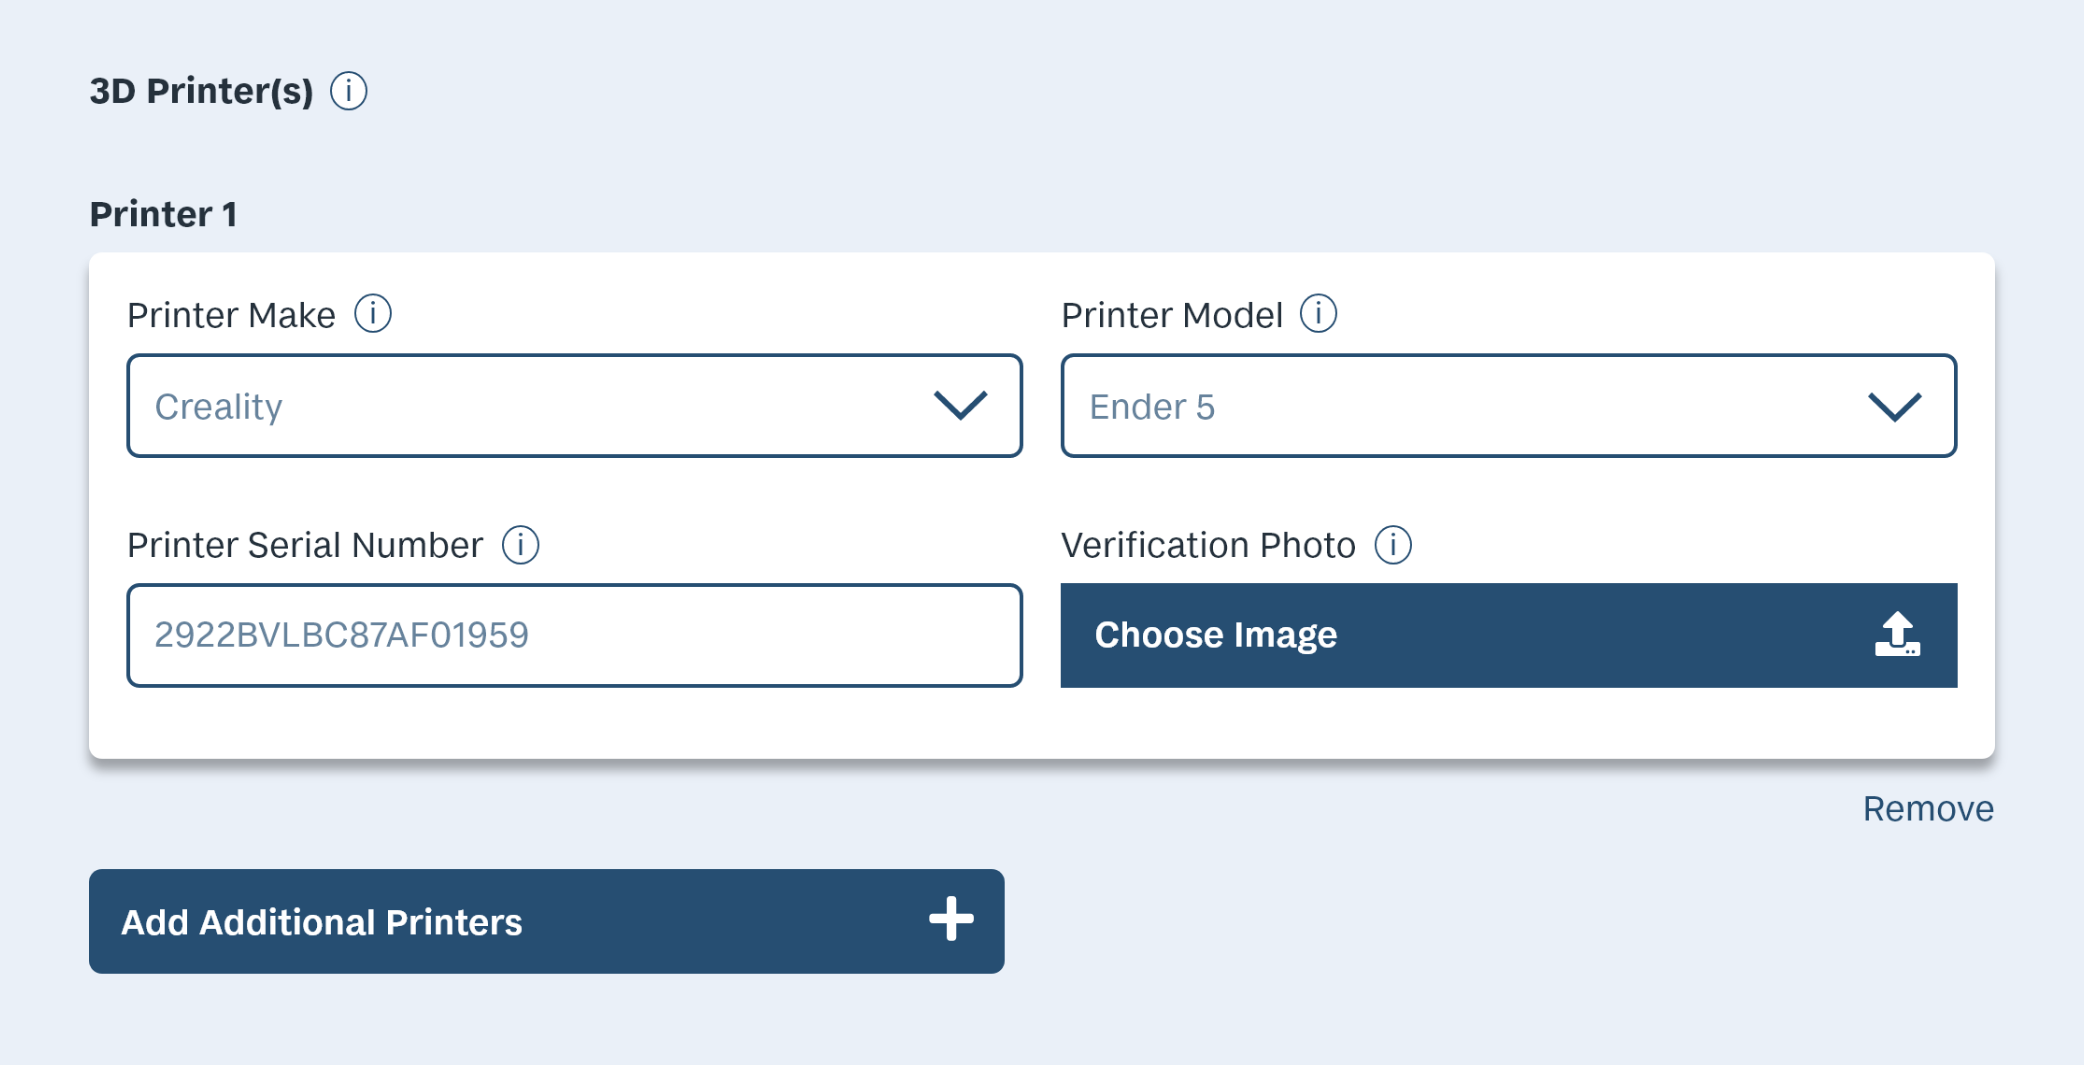 3D Printer(s)
Printer 1
Printer Make
Printer Model
Creality
Ender 5
Printer Serial Number
Verification Photo
2922BVLBC87AF01959
Choose Image
Remove
Add Additional Printers